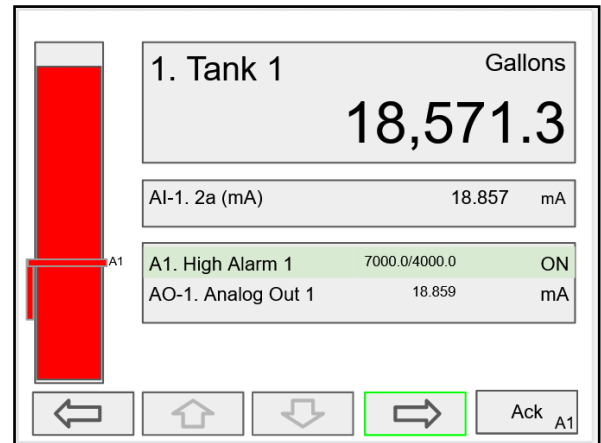 1. Tank 1 Gallons
18,571.3
AI-1. 2a (mA) 18.857 mA
A1
A1. High Alarm 1 7000.0/4000.0 ON
AO-1. Analog Out 1 18.859 mA
Ack A1